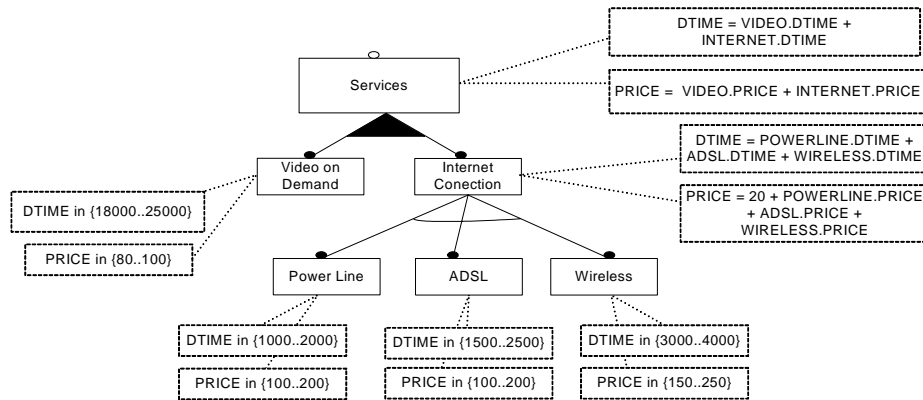 DTIME = VIDEO.DTIME +
INTERNET.DTIME
Services
PRICE = VIDEO.PRICE + INTERNET.PRICE
DTIME = POWERLINE.DTIME +
ADSL.DTIME + WIRELESS.DTIME
Video on
Demand
Internet
Conection
PRICE = 20 + POWERLINE.PRICE
+ ADSL.PRICE +
WIRELESS.PRICE
DTIME in {18000..25000}
PRICE in {80..100}
Power Line
ADSL
Wireless
DTIME in {1000..2000}
DTIME in {1500..2500}
DTIME in {3000..4000}
PRICE in {100..200}
PRICE in {100..200}
PRICE in {150..250}